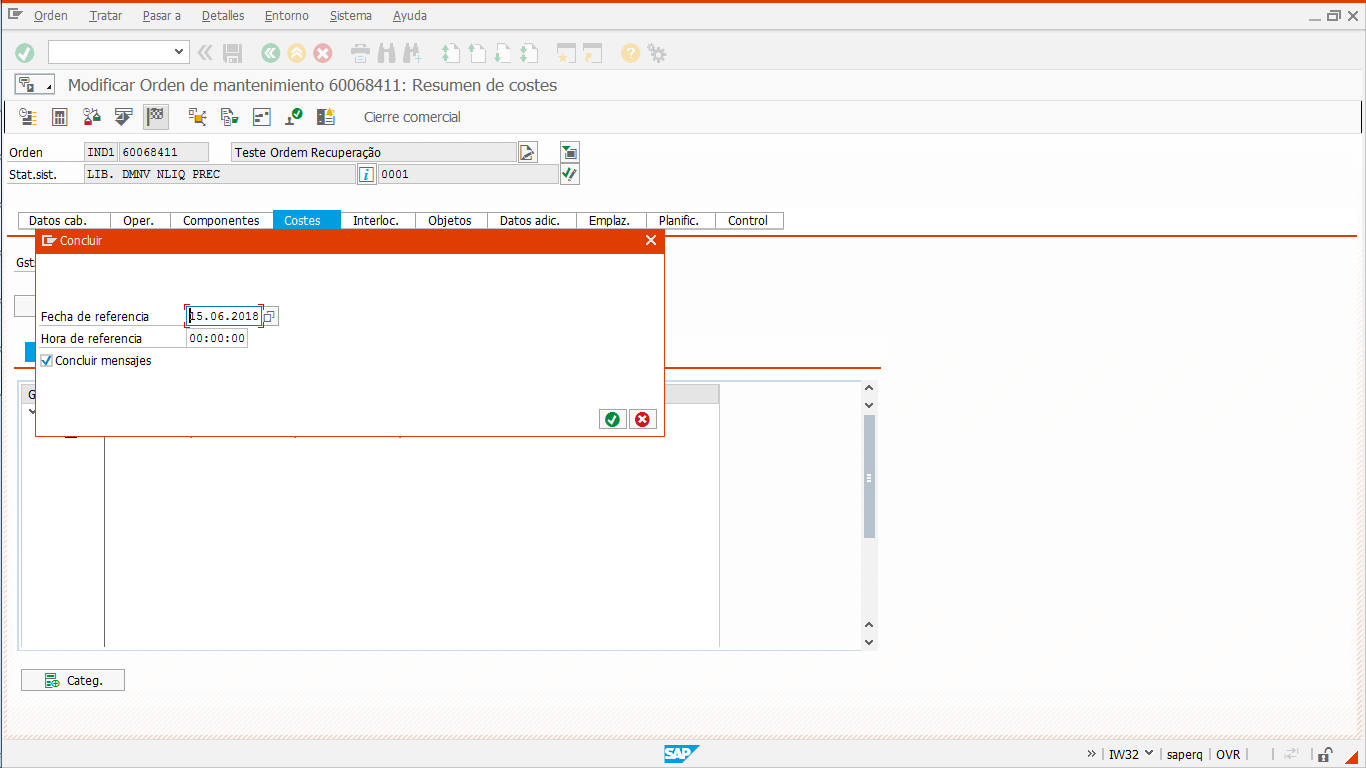 Orden Tratar Pasar a Detalles Entorno Sistema Ayuda
Modificar Orden de mantenimiento 60068411: Resumen de costes
Cierre comercial
Orden IND1 60068411 Teste Ordem Recuperação
Stat.sist. LIB. DMNV NLIQ PREC 0001
Datos cab. Oper. Componentes Costes Interloc. Objetos Datos adic. Emplaz. Planific. Control
Concluir
Gst
Fecha de referencia 15.06.2018
Hora de referencia 00:00:00
Concluir mensajes
G
Categ.
SAP
IW32 saperq OVR